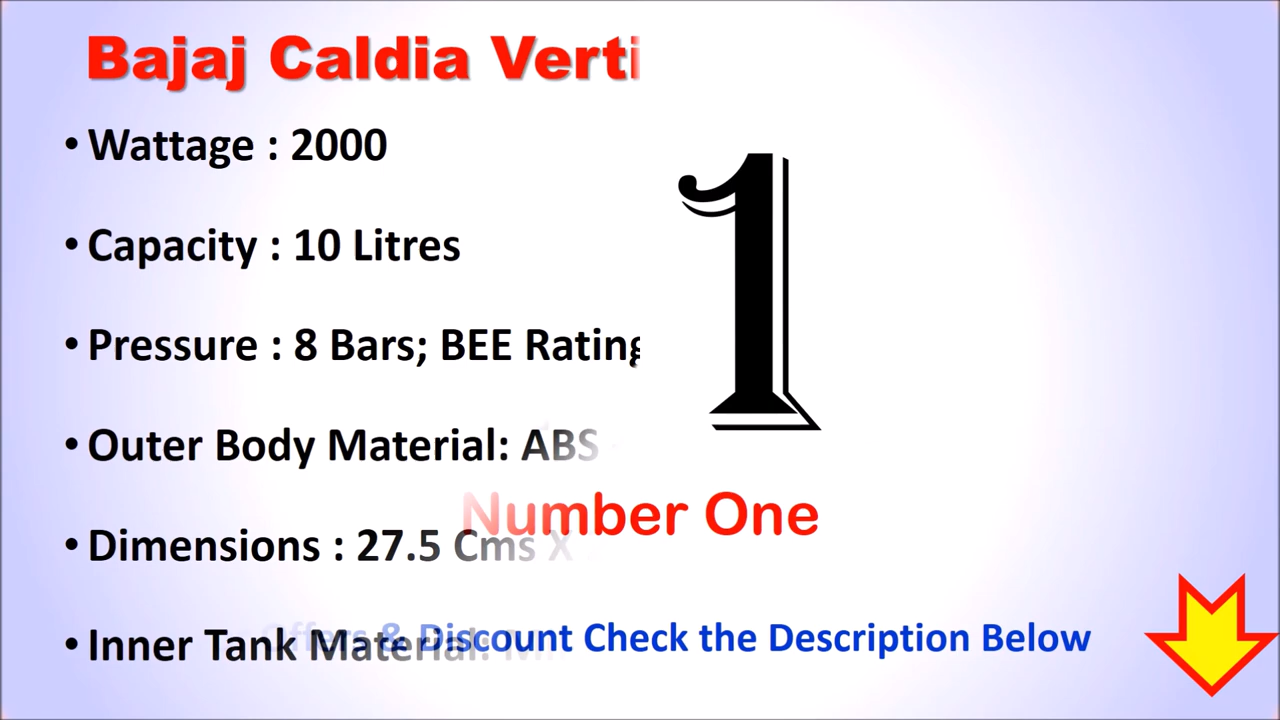 Bajaj Caldia Verti
• Wattage : 2000
• Capacity : 10 Litres
• Pressure : 8 Bars; BEE Rating
• Outer Body Material: ABS
• Dimensions : 27.5 Cms X
• Inner Tank Material:
1
Number One
Offers & Discount Check the Description Below